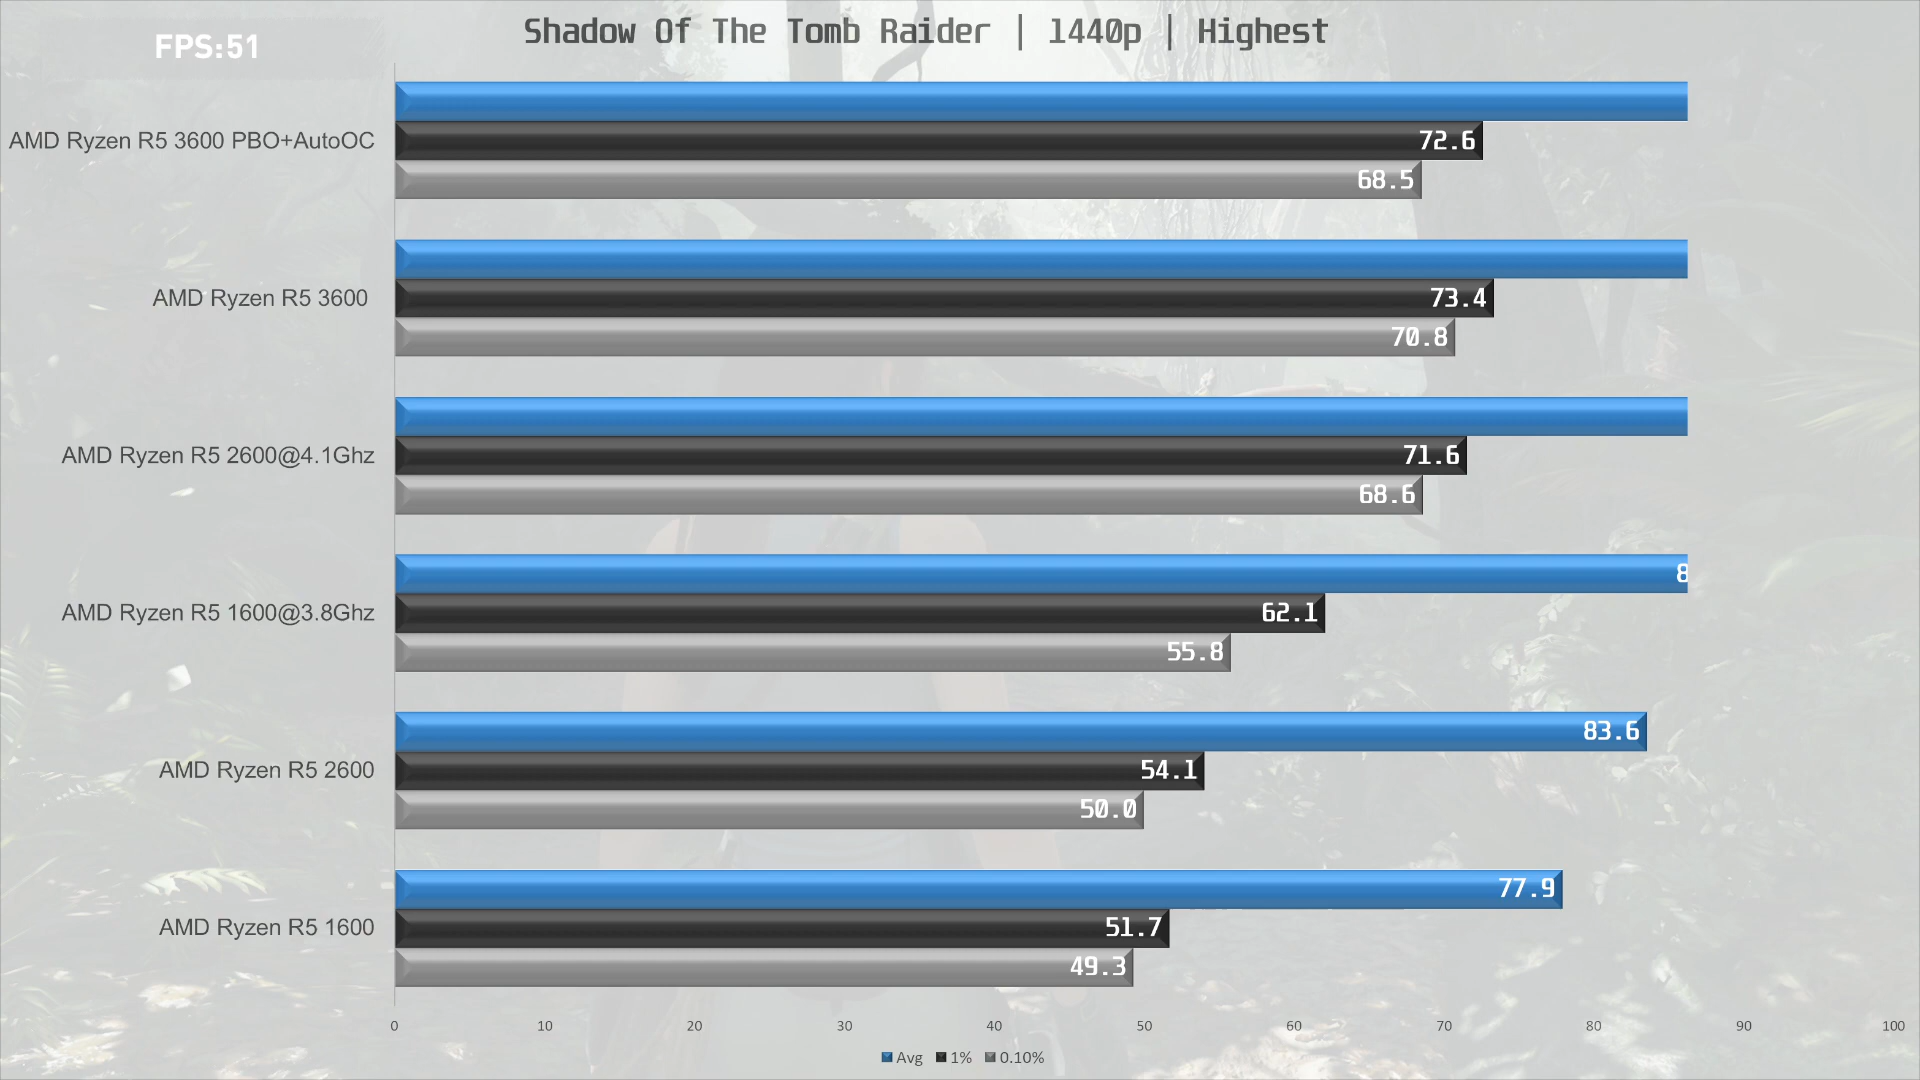 FPS:51
Shadow Of The Tomb Raider | 1440p | Highest
AMD Ryzen R5 3600 PBO+AutoOC
72.6
68.5
AMD Ryzen R5 3600
73.4
70.8
AMD Ryzen R5 2600@4.1Ghz
71.6
68.6
8
AMD Ryzen R5 1600@3.8Ghz
62.1
55.8
83.6
AMD Ryzen R5 2600
54.1
50.0
77.9
AMD Ryzen R5 1600
51.7
49.3
0 10 20 30 40 50 60 70 80 90 100
Avg 1% 0.10%